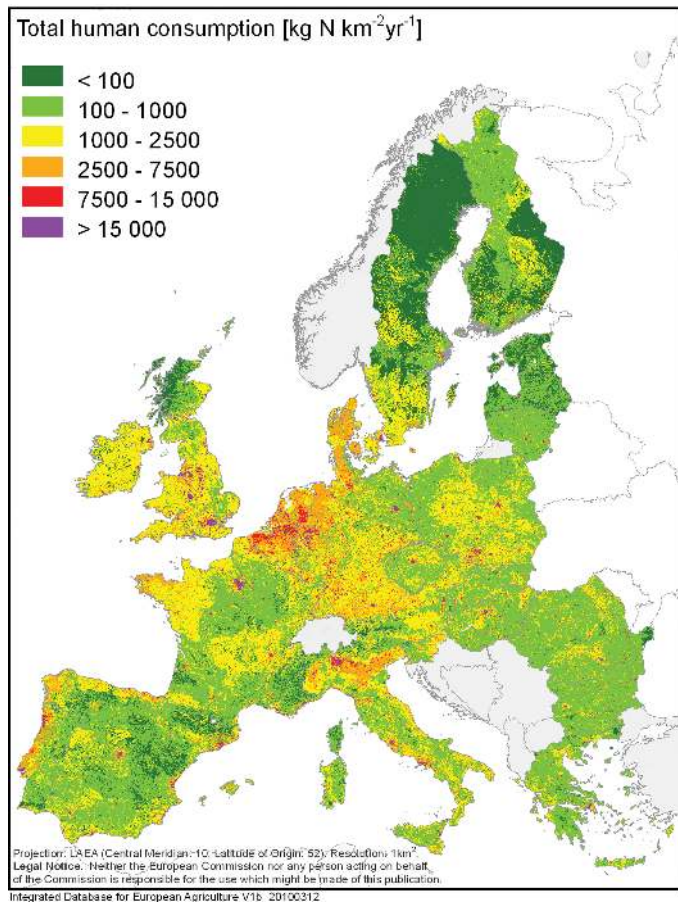 Total human consumption [kg N km⁻²yr⁻¹]
< 100
100 - 1000
1000 - 2500
2500 - 7500
7500 - 15 000
> 15 000
Projection: LAEA (Central Meridian: 10, Latitude of Origin: 52). Resolution: 1km²
Legal Notice: Neither the European Commission nor any person acting on behalf
of the Commission is responsible for the use which might be made of this publication.
Integrated Database for European Agriculture V1b 20100312